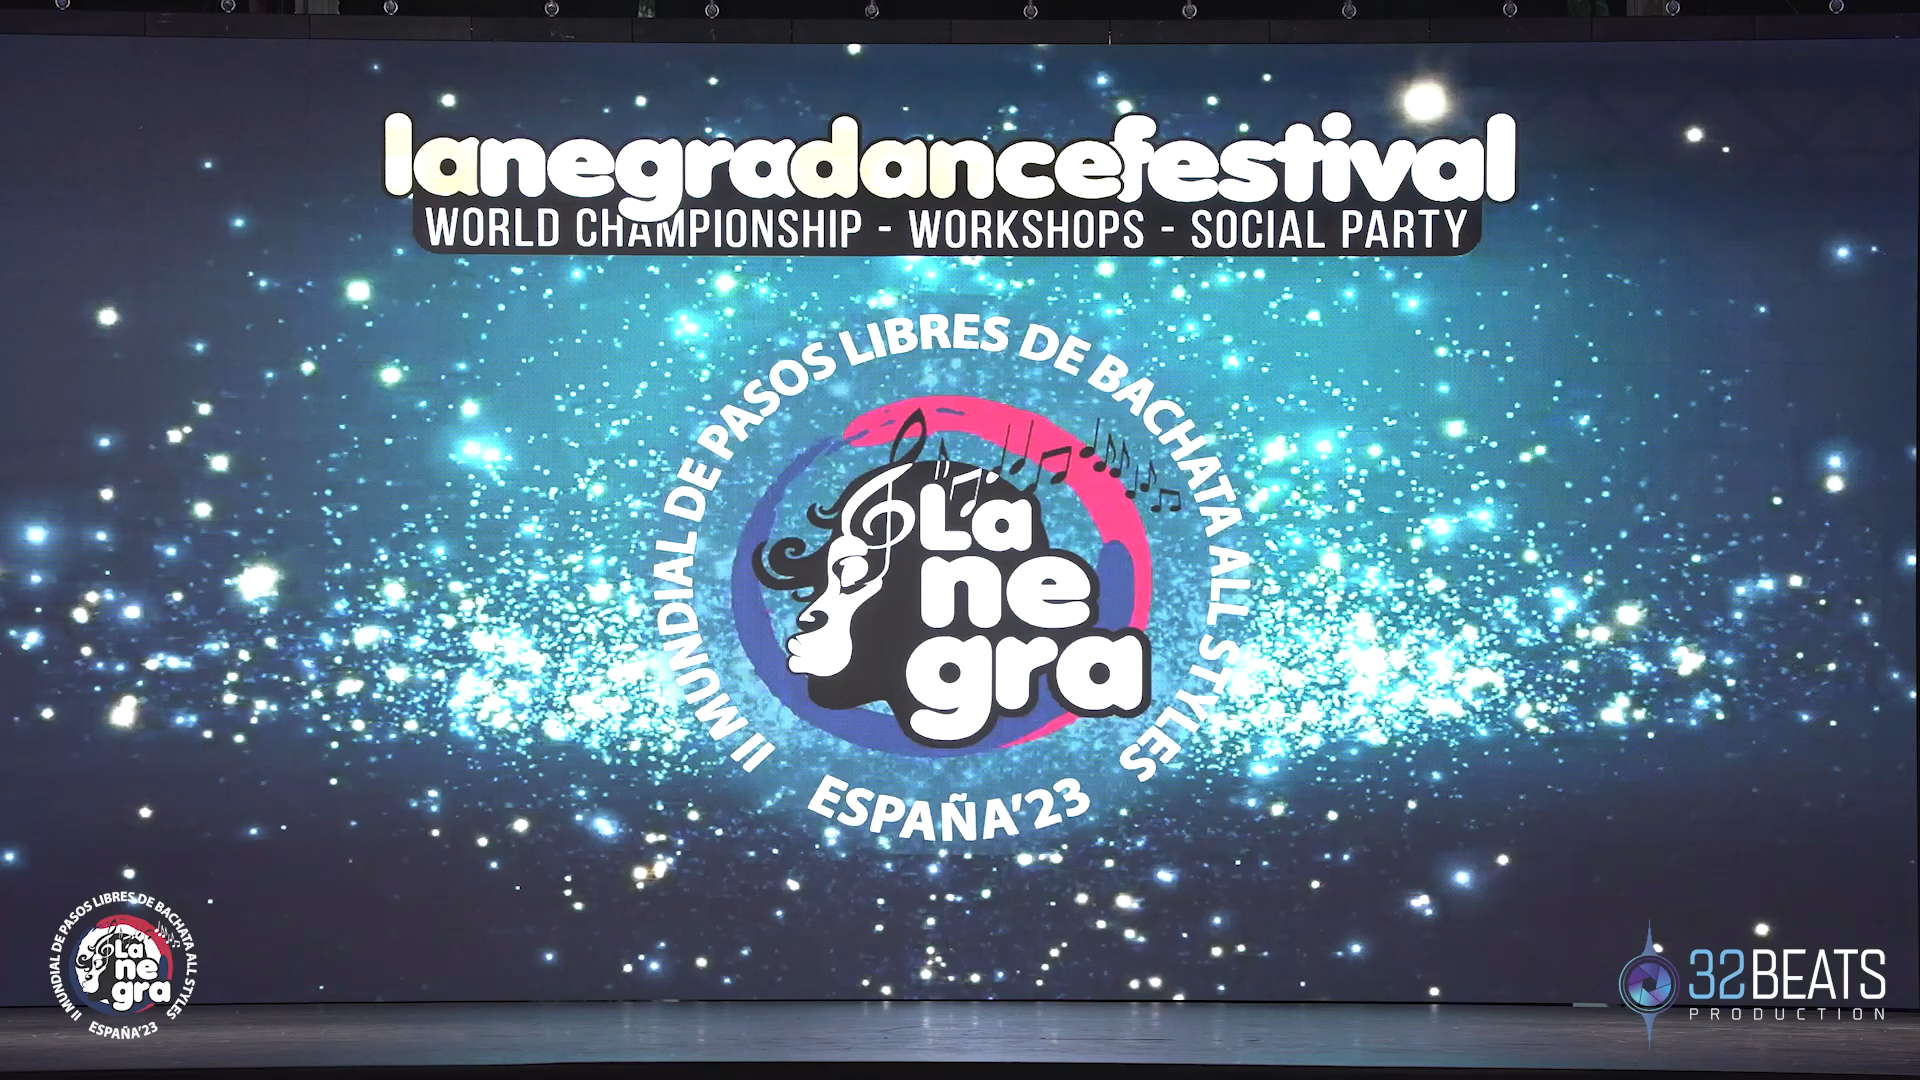 lanegradancefestival
WORLD CHAMPIONSHIP - WORKSHOPS - SOCIAL PARTY
II MUNDIAL DE PASOS LIBRES DE BACHATA ALL STYLES
La
ne
gra
ESPAÑA'23
II MUNDIAL DE PASOS LIBRES DE BACHATA ALL STYLES
La
ne
gra
ESPAÑA'23
32BEATS
PRODUCTION